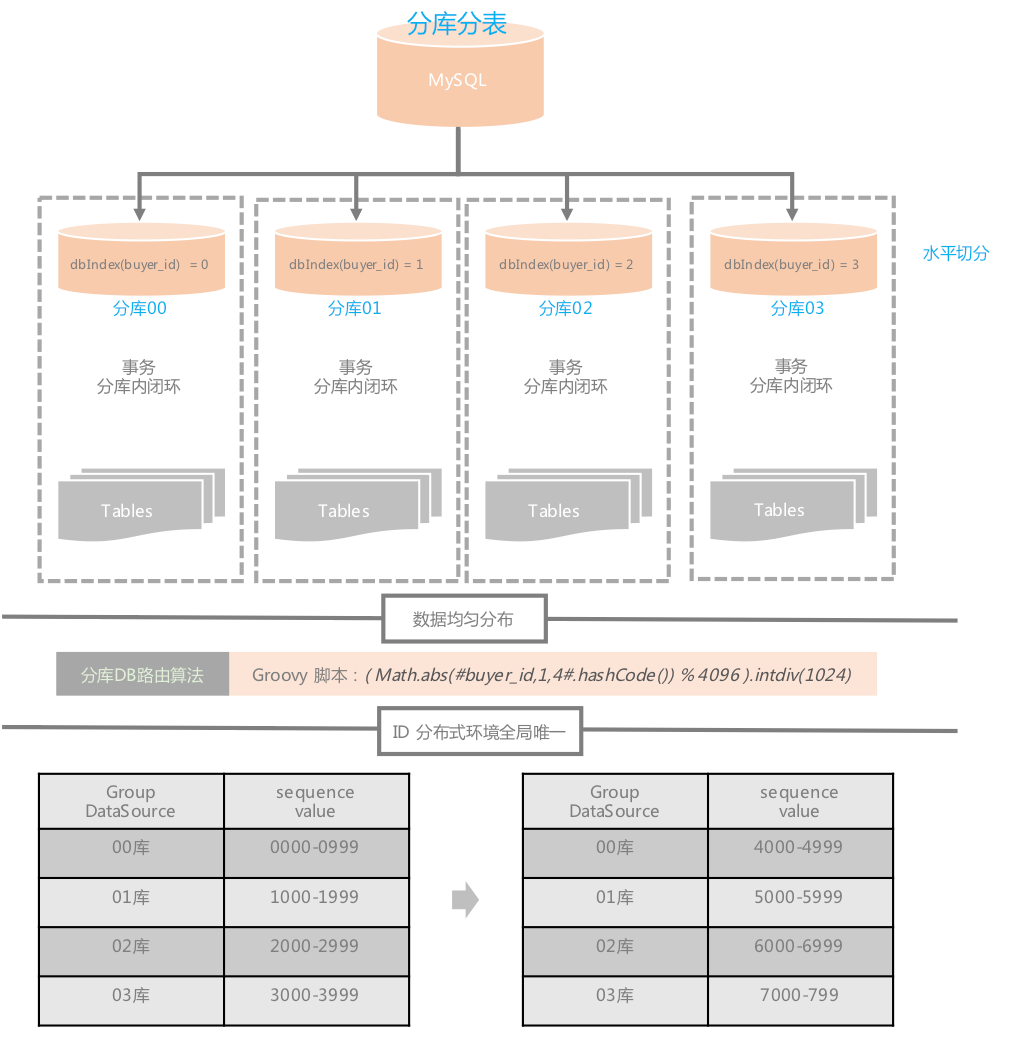 分库分表
MySQL
dbIndex(buyer_id) = 0
dbIndex(buyer_id) = 1
dbIndex(buyer_id) = 2
dbIndex(buyer_id) = 3
水平切分
分库00
分库01
分库02
分库03
事务
分库内闭环
事务
分库内闭环
事务
分库内闭环
事务
分库内闭环
Tables
Tables
Tables
Tables
数据均匀分布
分库DB路由算法
Groovy 脚本：( Math.abs(#buyer_id,1,4#.hashCode()) % 4096 ).intdiv(1024)
ID 分布式环境全局唯一
Group
DataSource
sequence
value
00库 0000-0999
01库 1000-1999
02库 2000-2999
03库 3000-3999
Group
DataSource
sequence
value
00库 4000-4999
01库 5000-5999
02库 6000-6999
03库 7000-799